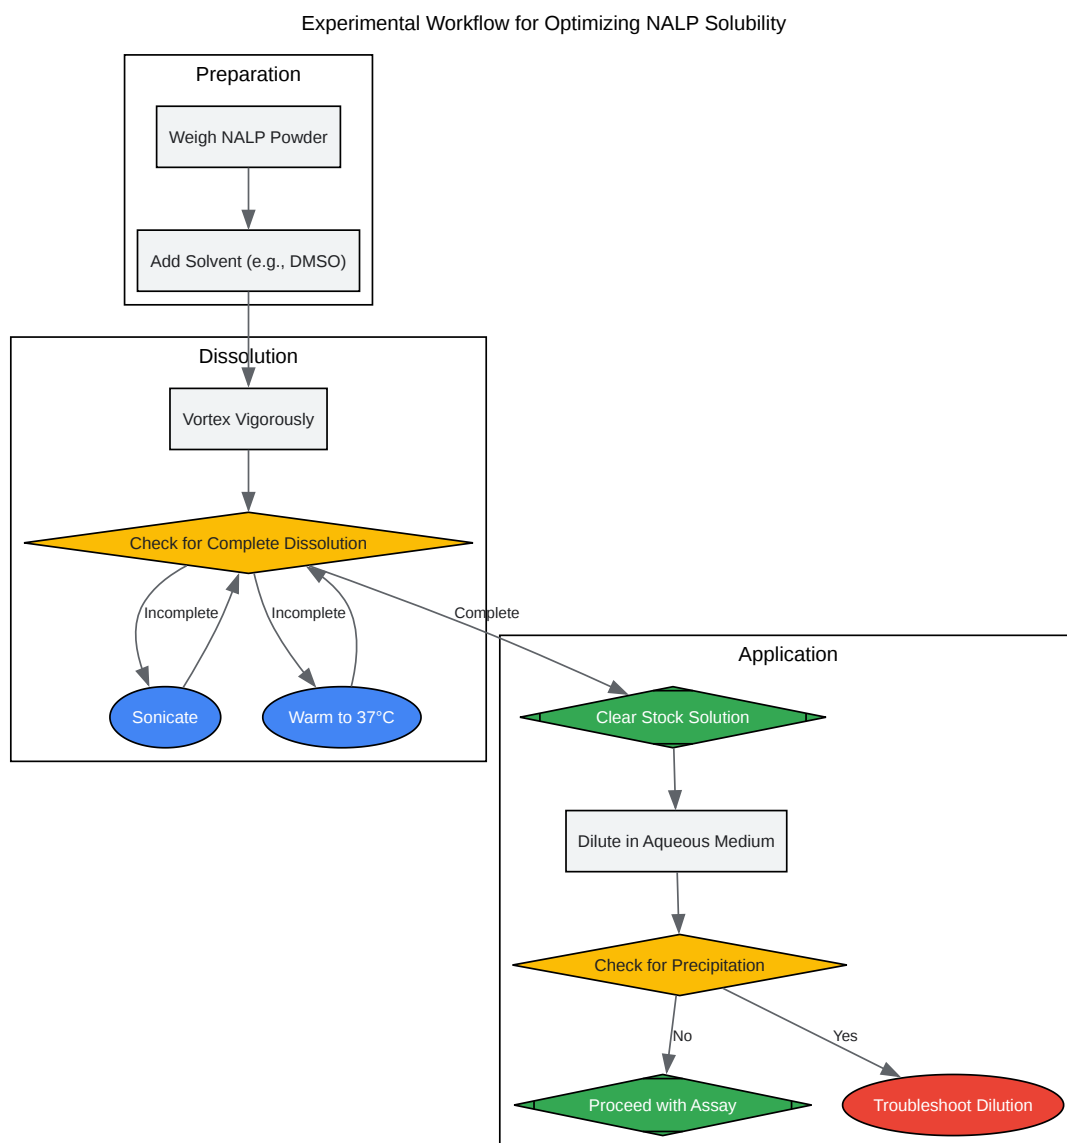 Experimental Workflow for Optimizing NALP Solubility
Preparation
Weigh NALP Powder
Add Solvent (e.g., DMSO)
Dissolution
Vortex Vigorously
Check for Complete Dissolution
Incomplete
Incomplete
Complete
Sonicate
Warm to 37°C
Application
Clear Stock Solution
Dilute in Aqueous Medium
Check for Precipitation
No
Yes
Proceed with Assay
Troubleshoot Dilution